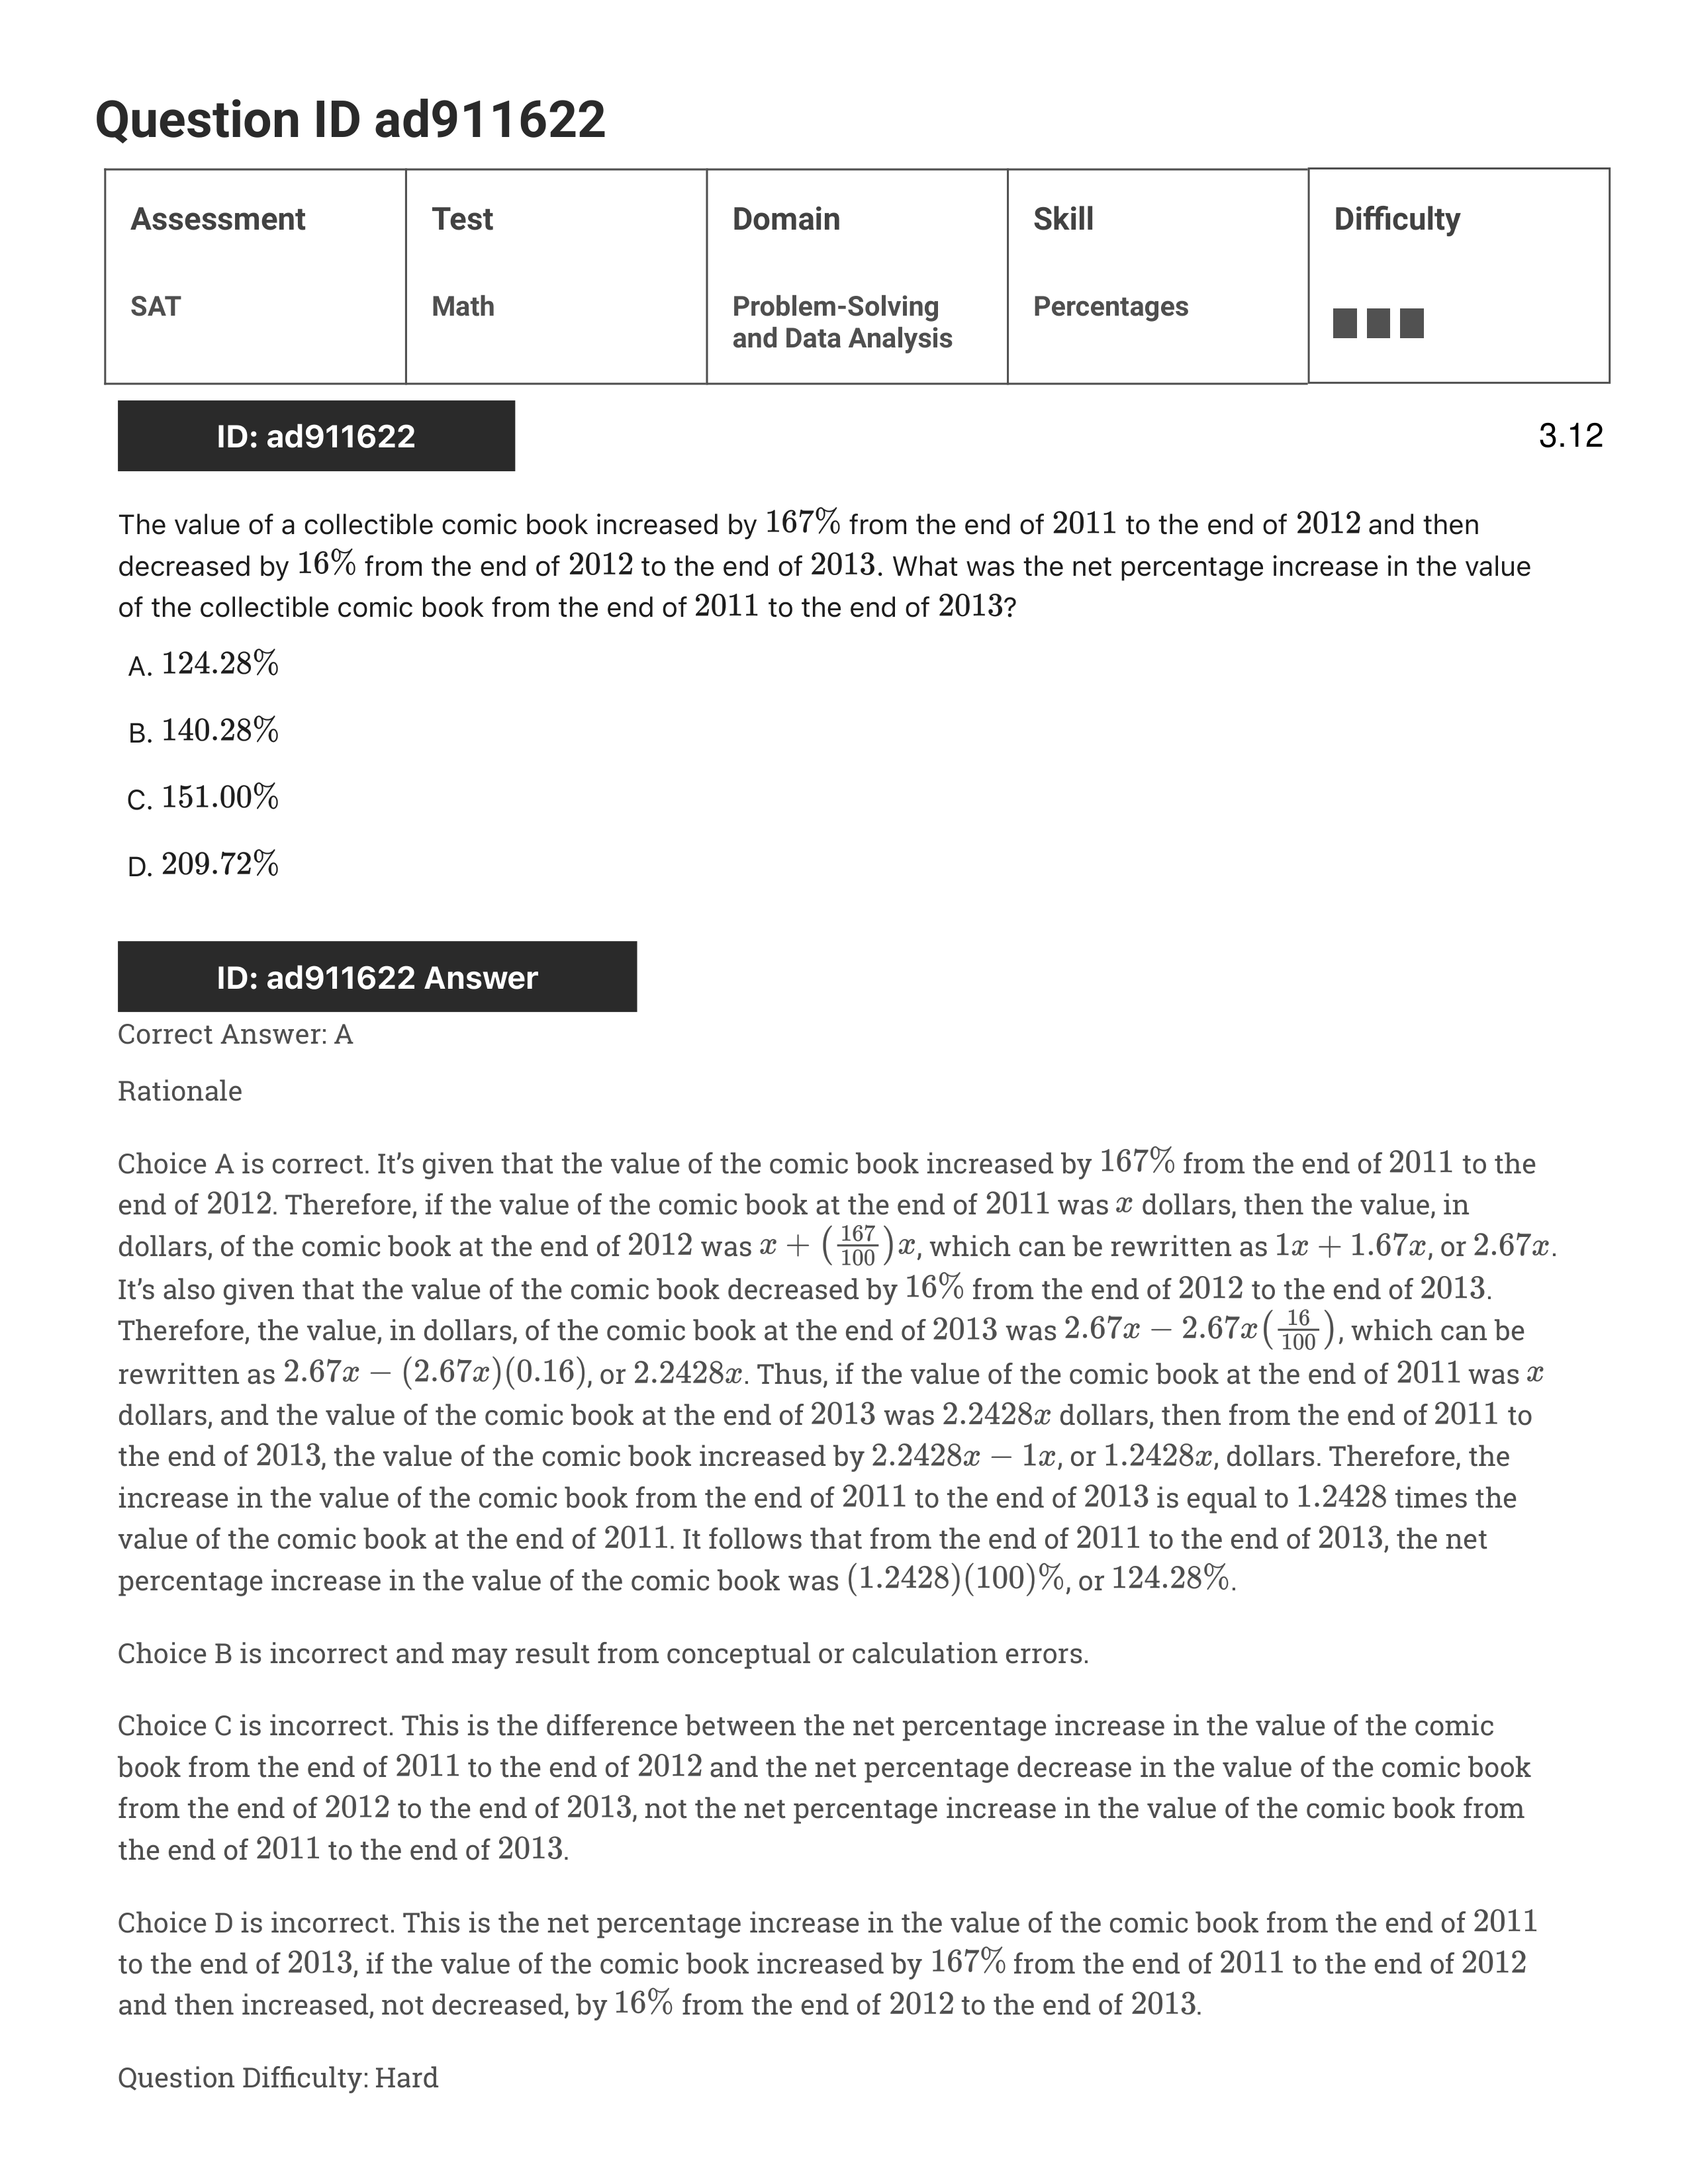 Question ID ad911622
Assessment
Test
Domain
Skill
Difficulty
SAT
Math
Problem-Solving
and Data Analysis
Percentages
ID: ad911622
3.12
The value of a collectible comic book increased by 167% from the end of 2011 to the end of 2012 and then
decreased by 16% from the end of 2012 to the end of 2013. What was the net percentage increase in the value
of the collectible comic book from the end of 2011 to the end of 2013?
A. 124.28%
B. 140.28%
C. 151.00%
D. 209.72%
ID: ad911622 Answer
Correct Answer: A
Rationale
Choice A is correct. It’s given that the value of the comic book increased by 167% from the end of 2011 to the
end of 2012. Therefore, if the value of the comic book at the end of 2011 was x dollars, then the value, in
dollars, of the comic book at the end of 2012 was x + (167/100)x, which can be rewritten as 1x + 1.67x, or 2.67x.
It’s also given that the value of the comic book decreased by 16% from the end of 2012 to the end of 2013.
Therefore, the value, in dollars, of the comic book at the end of 2013 was 2.67x − 2.67x(16/100), which can be
rewritten as 2.67x − (2.67x)(0.16), or 2.2428x. Thus, if the value of the comic book at the end of 2011 was x
dollars, and the value of the comic book at the end of 2013 was 2.2428x dollars, then from the end of 2011 to
the end of 2013, the value of the comic book increased by 2.2428x − 1x, or 1.2428x, dollars. Therefore, the
increase in the value of the comic book from the end of 2011 to the end of 2013 is equal to 1.2428 times the
value of the comic book at the end of 2011. It follows that from the end of 2011 to the end of 2013, the net
percentage increase in the value of the comic book was (1.2428)(100)%, or 124.28%.
Choice B is incorrect and may result from conceptual or calculation errors.
Choice C is incorrect. This is the difference between the net percentage increase in the value of the comic
book from the end of 2011 to the end of 2012 and the net percentage decrease in the value of the comic book
from the end of 2012 to the end of 2013, not the net percentage increase in the value of the comic book from
the end of 2011 to the end of 2013.
Choice D is incorrect. This is the net percentage increase in the value of the comic book from the end of 2011
to the end of 2013, if the value of the comic book increased by 167% from the end of 2011 to the end of 2012
and then increased, not decreased, by 16% from the end of 2012 to the end of 2013.
Question Difficulty: Hard